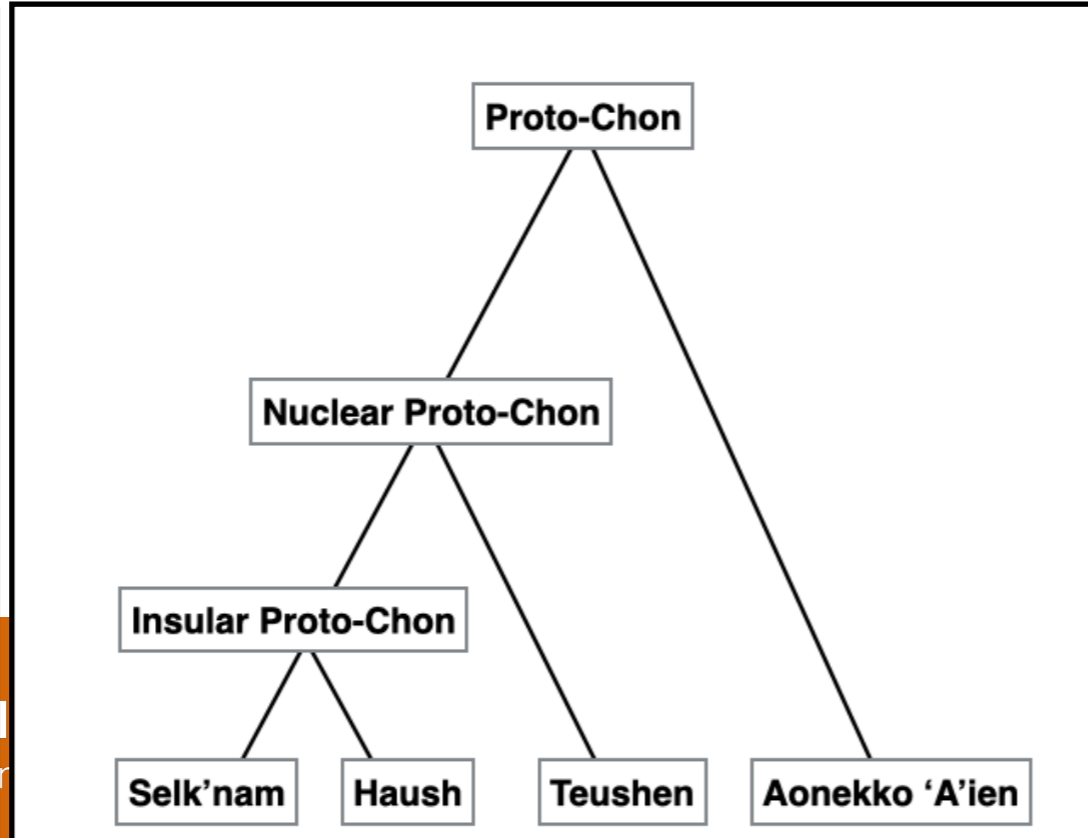 Proto-Chon
Nuclear Proto-Chon
Insular Proto-Chon
Selk’nam
Haush
Teushen
Aonekko ‘A’ien